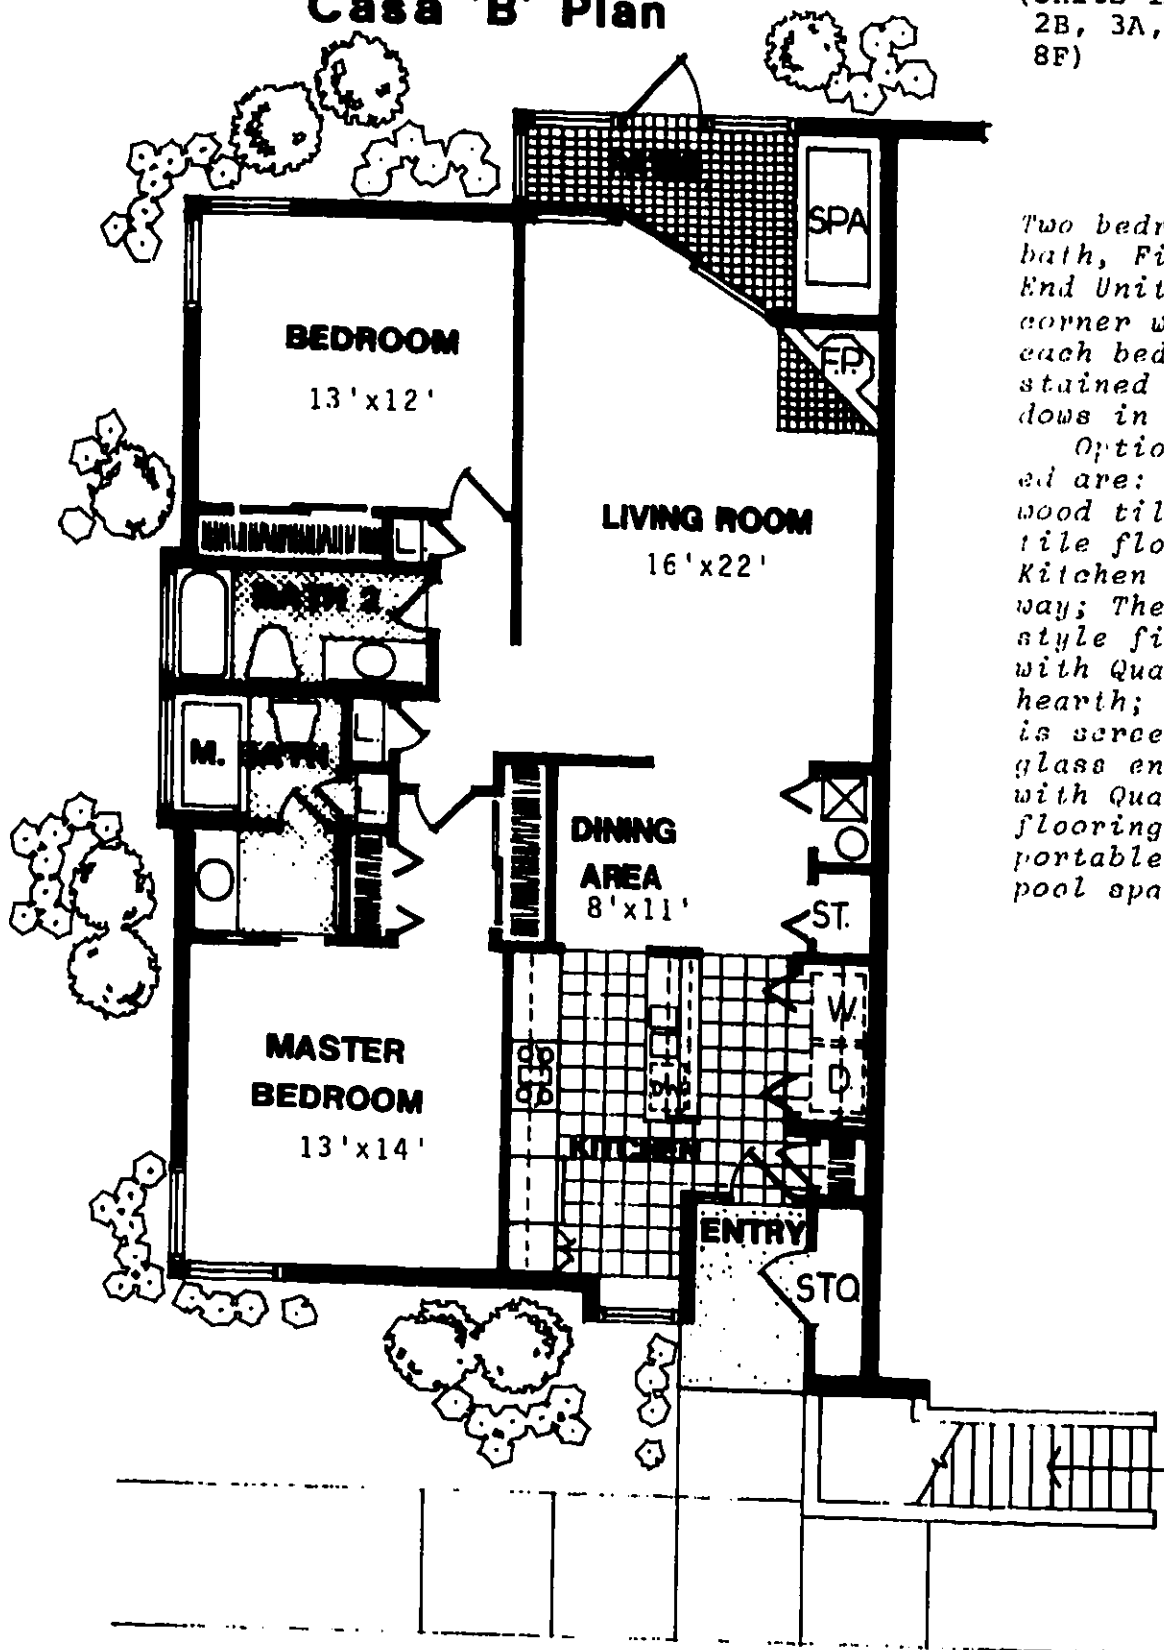 Casa 'B' Plan
2B, 3A,
8F)
SPA
Two bedr
bath, Fi
End Unit
corner w
each bed
stained
dows in
Optio
ed are:
wood til
tile flo
Kitchen
way; The
style fi
with Qua
hearth;
is scree
glass en
with Qua
flooring
portable
pool spa
BEDROOM
13'x12'
F.P.
LIVING ROOM
16'x22'
L.
BATH 2
M. BATH
L
DINING
AREA
8'x11'
ST.
MASTER
BEDROOM
13'x14'
W
D
KITCHEN
ENTRY
STO